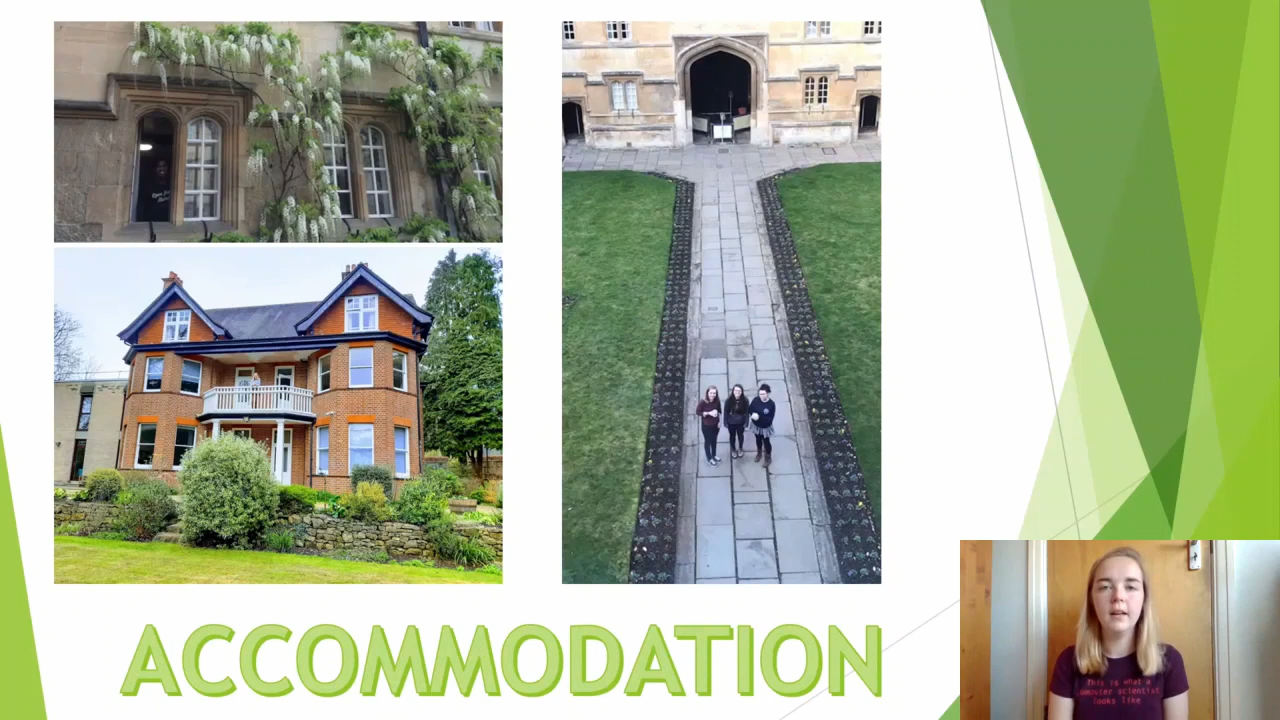 ACCOMMODATION
This is what a
computer scientist
looks like